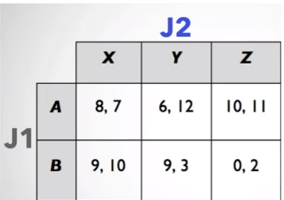 J2
X Y Z
J1
A 8, 7 6, 12 10, 11
B 9, 10 9, 3 0, 2